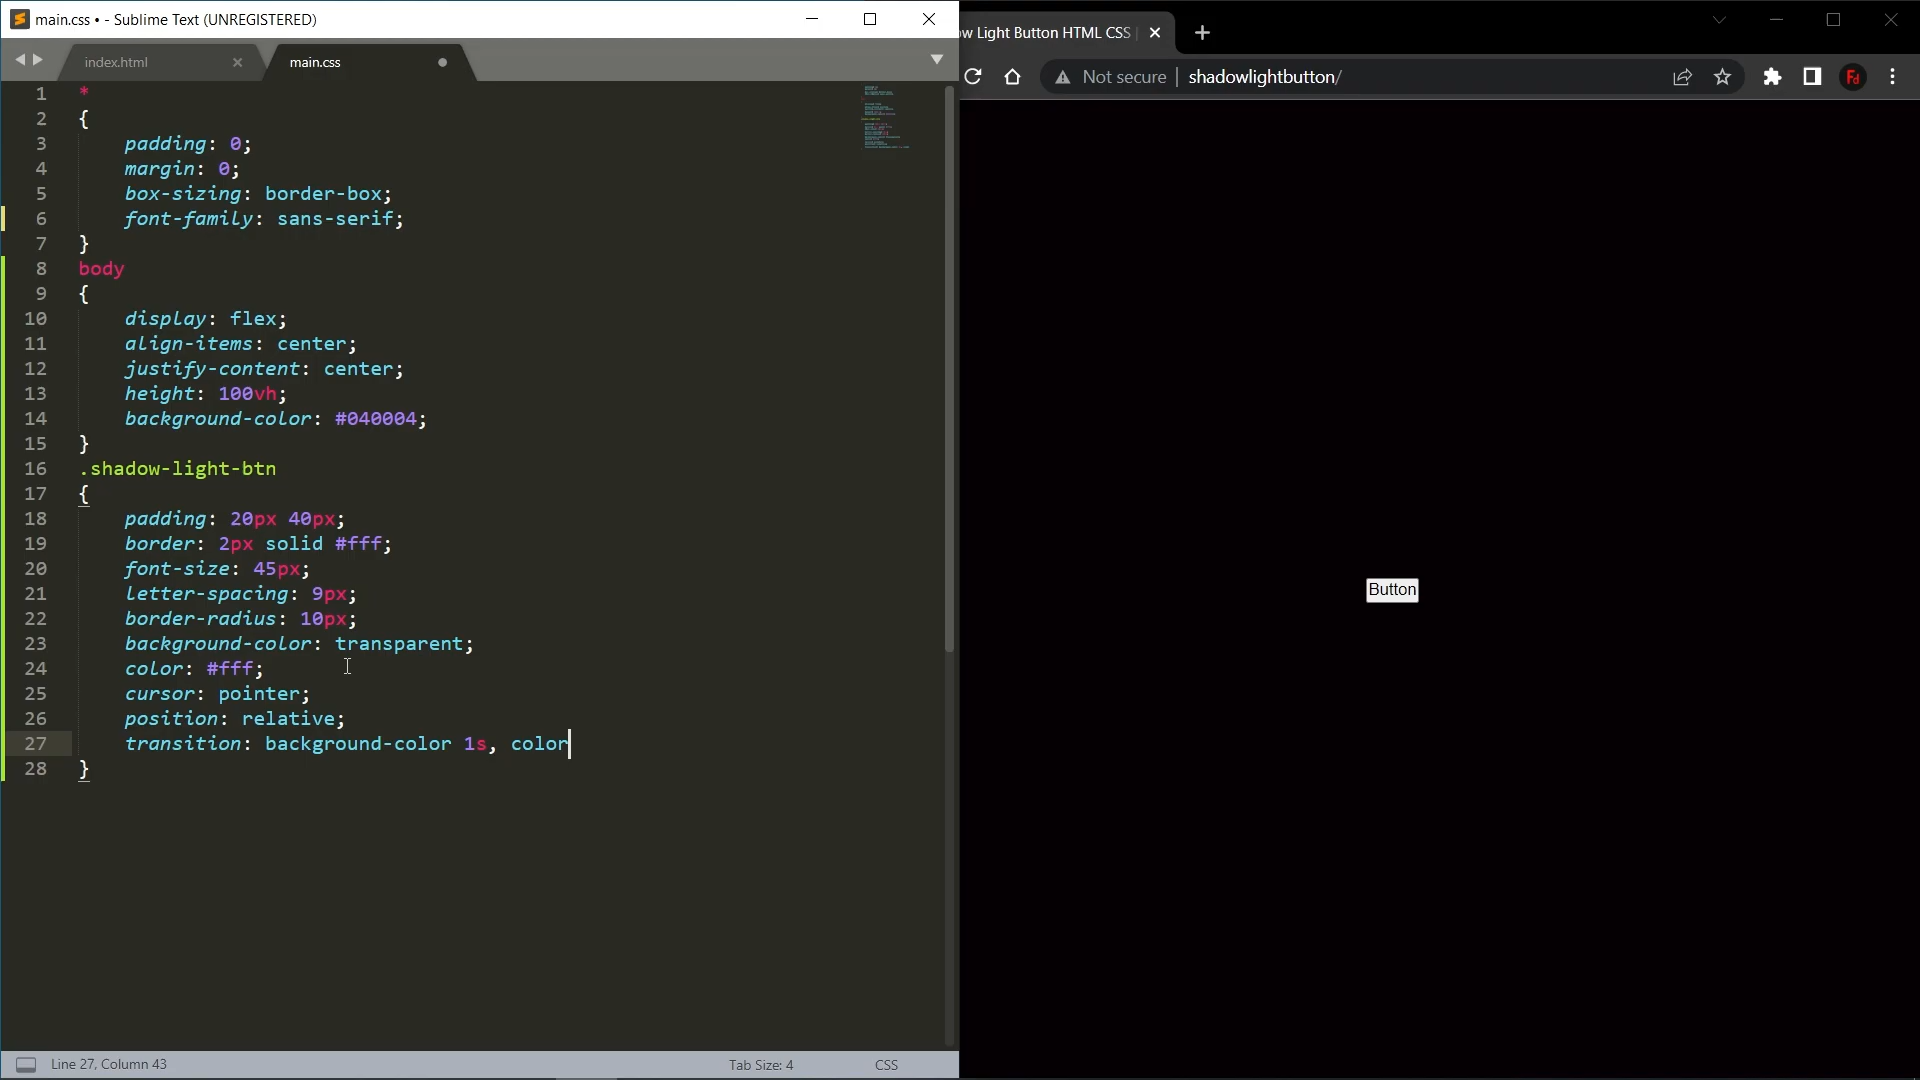 main.css • - Sublime Text (UNREGISTERED)
index.html
main.css
1 *
2 {
3 padding: 0;
4 margin: 0;
5 box-sizing: border-box;
6 font-family: sans-serif;
7 }
8 body
9 {
10 display: flex;
11 align-items: center;
12 justify-content: center;
13 height: 100vh;
14 background-color: #040004;
15 }
16 .shadow-light-btn
17 {
18 padding: 20px 40px;
19 border: 2px solid #fff;
20 font-size: 45px;
21 letter-spacing: 9px;
22 border-radius: 10px;
23 background-color: transparent;
24 color: #fff;
25 cursor: pointer;
26 position: relative;
27 transition: background-color 1s, color
28 }
Line 27, Column 43
Tab Size: 4
CSS
ow Light Button HTML CSS |
Not secure | shadowlightbutton/
Fd
Button